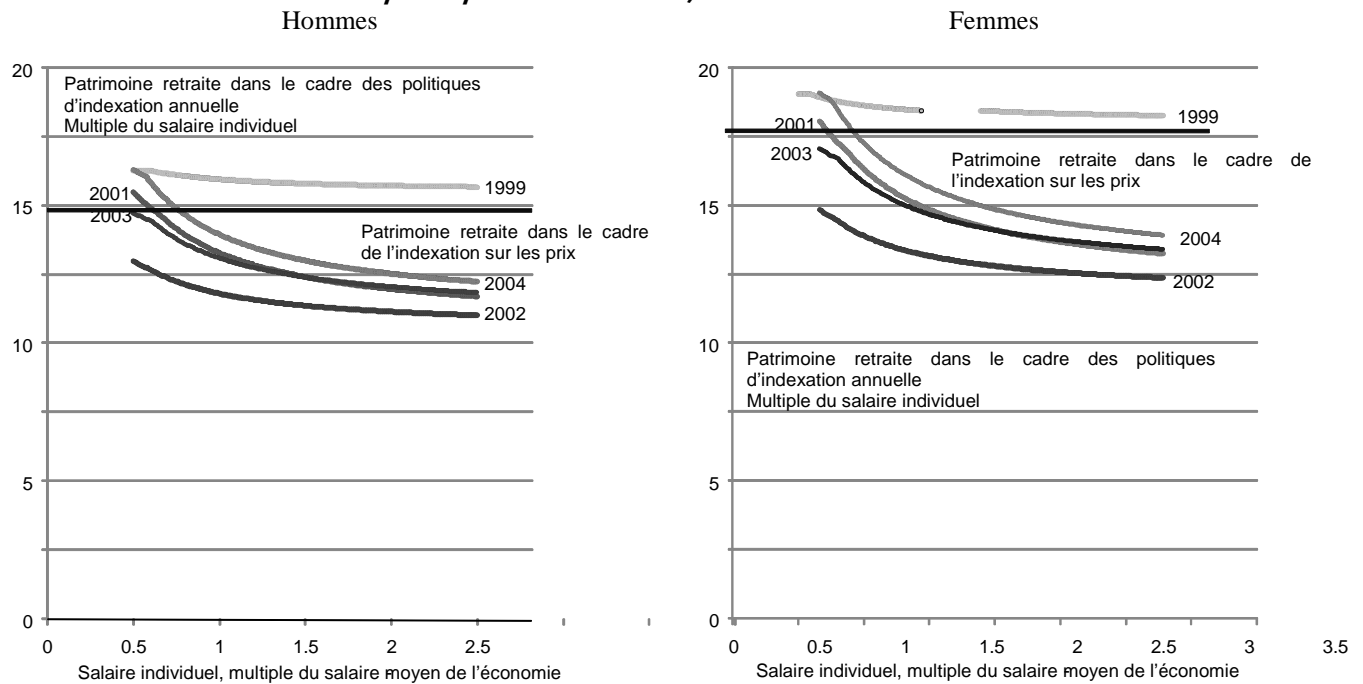 Hommes
Femmes
20
15
10
5
0
Patrimoine retraite dans le cadre des politiques
d'indexation annuelle
Multiple du salaire individuel
2001
2003
1999
Patrimoine retraite dans le cadre
de l'indexation sur les prix
2004
2002
0 0.5 1 1.5 2 2.5
Salaire individuel, multiple du salaire moyen de l'économie
20
15
10
5
0
1999
2001
2003
Patrimoine retraite dans le cadre de
l'indexation sur les prix
2004
2002
Patrimoine retraite dans le cadre des politiques
d'indexation annuelle
Multiple du salaire individuel
0 0.5 1 1.5 2 2.5 3 3.5
Salaire individuel, multiple du salaire moyen de l'économie